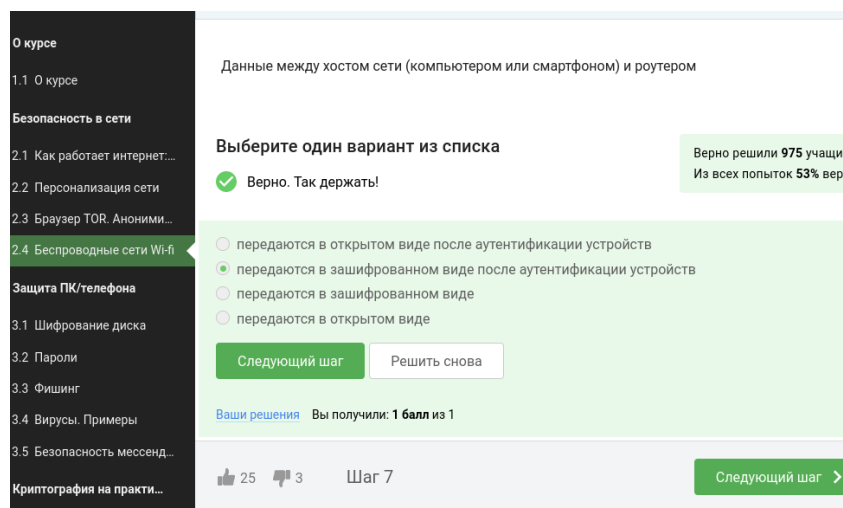 О курсе
1.1 О курсе
Безопасность в сети
2.1 Как работает интернет:...
2.2 Персонализация сети
2.3 Браузер TOR. Аноними...
2.4 Беспроводные сети Wi-fi
Защита ПК/телефона
3.1 Шифрование диска
3.2 Пароли
3.3 Фишинг
3.4 Вирусы. Примеры
3.5 Безопасность мессенд...
Криптография на практи...
Данные между хостом сети (компьютером или смартфоном) и роутером
Выберите один вариант из списка
Верно. Так держать!
Верно решили 975 учащи
Из всех попыток 53% вер
передаются в открытом виде после аутентификации устройств
передаются в зашифрованном виде после аутентификации устройств
передаются в зашифрованном виде
передаются в открытом виде
Следующий шаг Решить снова
Ваши решения Вы получили: 1 балл из 1
25 3 Шаг 7 Следующий шаг